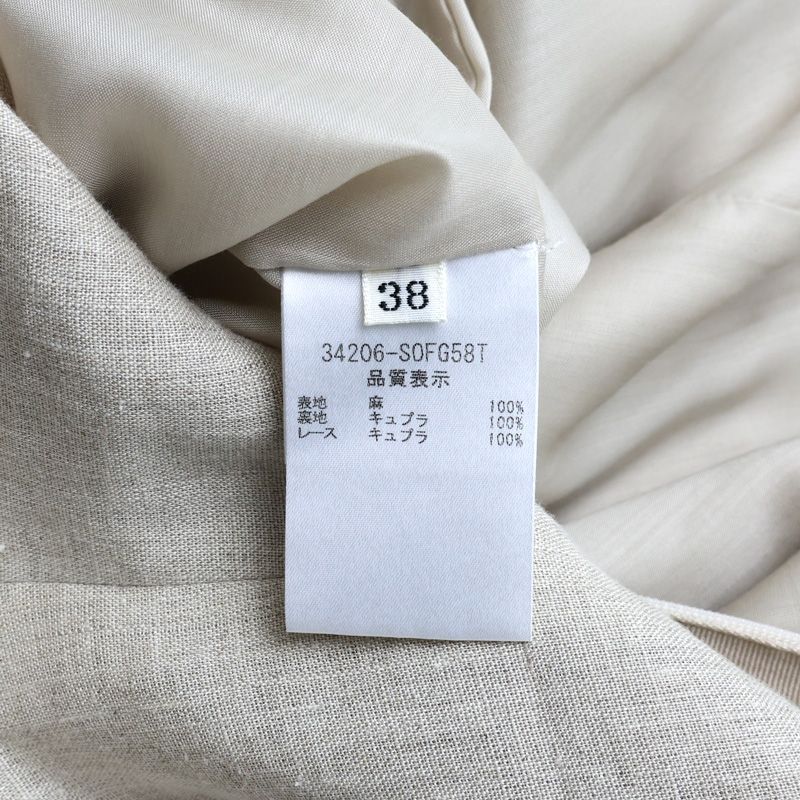 38
34206-SOFG58T
品質表示
表地 麻 100%
裏地 キュプラ 100%
レース キュプラ 100%